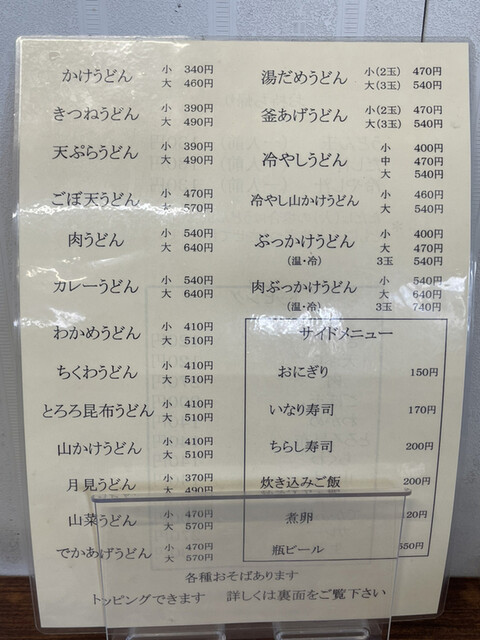 かけうどん 小 340円
大 460円
きつねうどん 小 390円
大 490円
天ぷらうどん 小 390円
大 490円
ごぼ天うどん 小 470円
大 570円
肉うどん 小 540円
大 640円
カレーうどん 小 540円
大 640円
わかめうどん 小 410円
大 510円
ちくわうどん 小 410円
大 510円
とろろ昆布うどん 小 410円
大 510円
山かけうどん 小 410円
大 510円
月見うどん 小 370円
大 490円
山菜うどん 小 470円
大 570円
でかあげうどん 小 470円
大 570円
湯だめうどん 小(2玉) 470円
大(3玉) 540円
釜あげうどん 小(2玉) 470円
大(3玉) 540円
冷やしうどん 小 400円
中 470円
大 540円
冷やし山かけうどん 小 460円
大 540円
ぶっかけうどん 小 400円
大 470円
(温・冷) 3玉 540円
肉ぶっかけうどん 小 540円
大 640円
(温・冷) 3玉 740円
サイドメニュー
おにぎり 150円
いなり寿司 170円
ちらし寿司 200円
炊き込みご飯 200円
煮卵 20円
瓶ビール 550円
各種おそばあります
トッピングできます 詳しくは裏面をご覧下さい